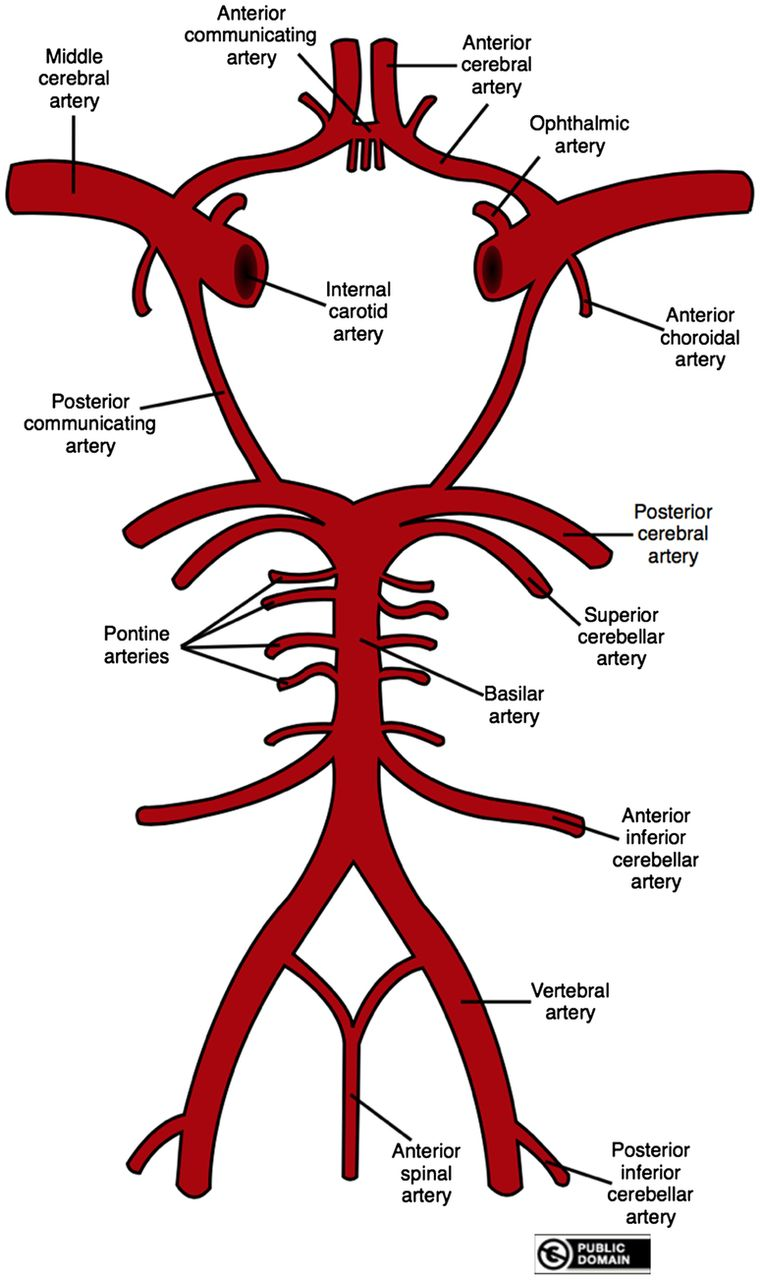 Anterior
communicating
artery
Anterior
cerebral
artery
Middle
cerebral
artery
Ophthalmic
artery
Internal
carotid
artery
Anterior
choroidal
artery
Posterior
communicating
artery
Posterior
cerebral
artery
Superior
cerebellar
artery
Pontine
arteries
Basilar
artery
Anterior
inferior
cerebellar
artery
Vertebral
artery
Anterior
spinal
artery
Posterior
inferior
cerebellar
artery
PUBLIC
DOMAIN